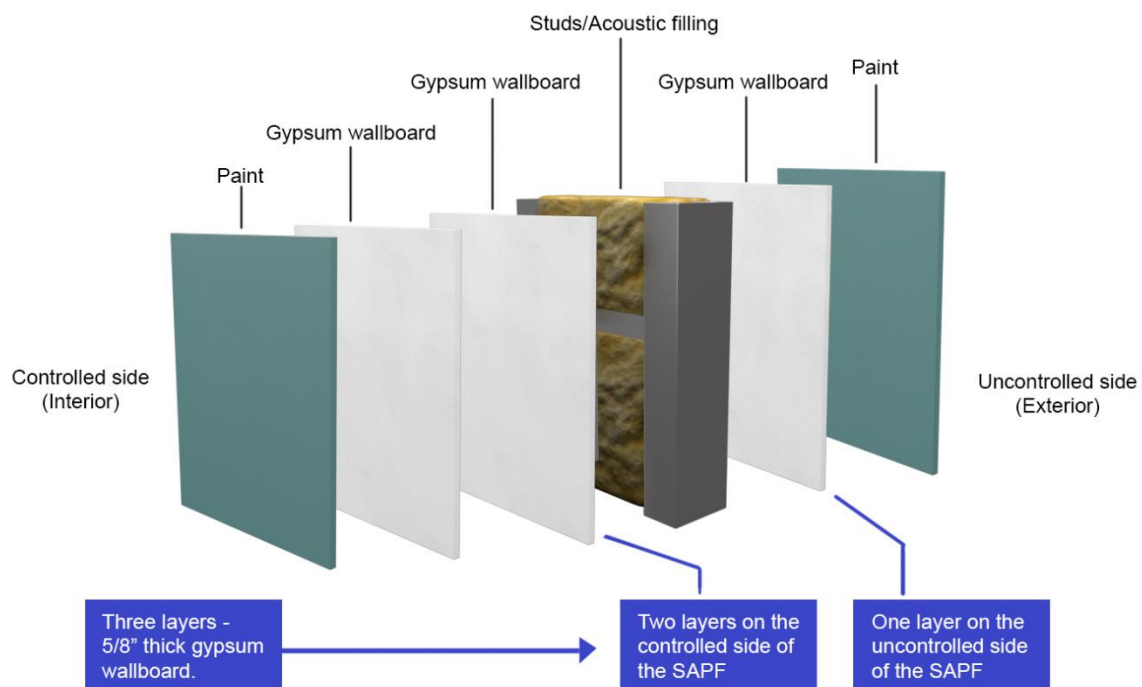 Studs/Acoustic filling
Gypsum wallboard
Paint
Gypsum wallboard
Gypsum wallboard
Paint
Controlled side
(Interior)
Uncontrolled side
(Exterior)
Three layers -
5/8” thick gypsum
wallboard.
Two layers on the
controlled side of
the SAPF
One layer on the
uncontrolled side
of the SAPF